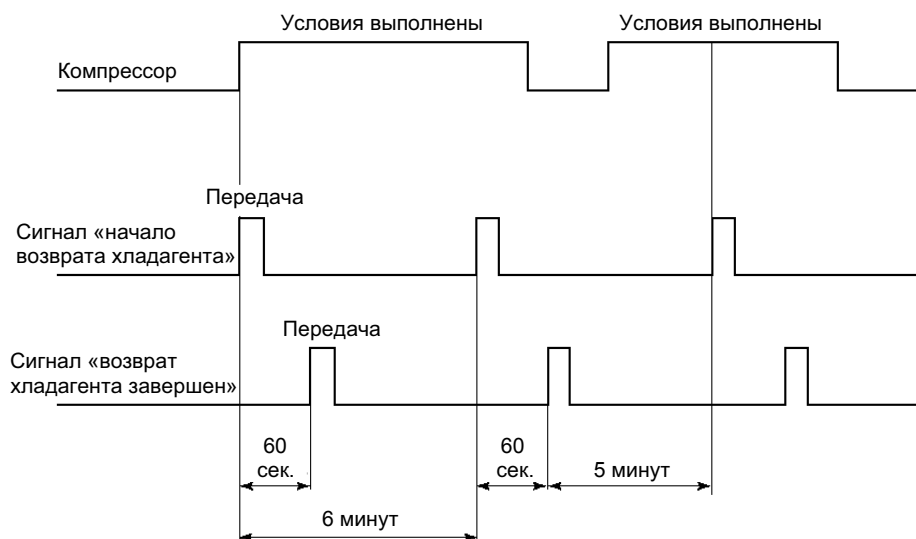 Условия выполнены
Условия выполнены
Компрессор
Передача
Сигнал «начало
возврата хладагента»
Передача
Сигнал «возврат
хладагента завершен»
60
сек.
60
сек.
5 минут
6 минут